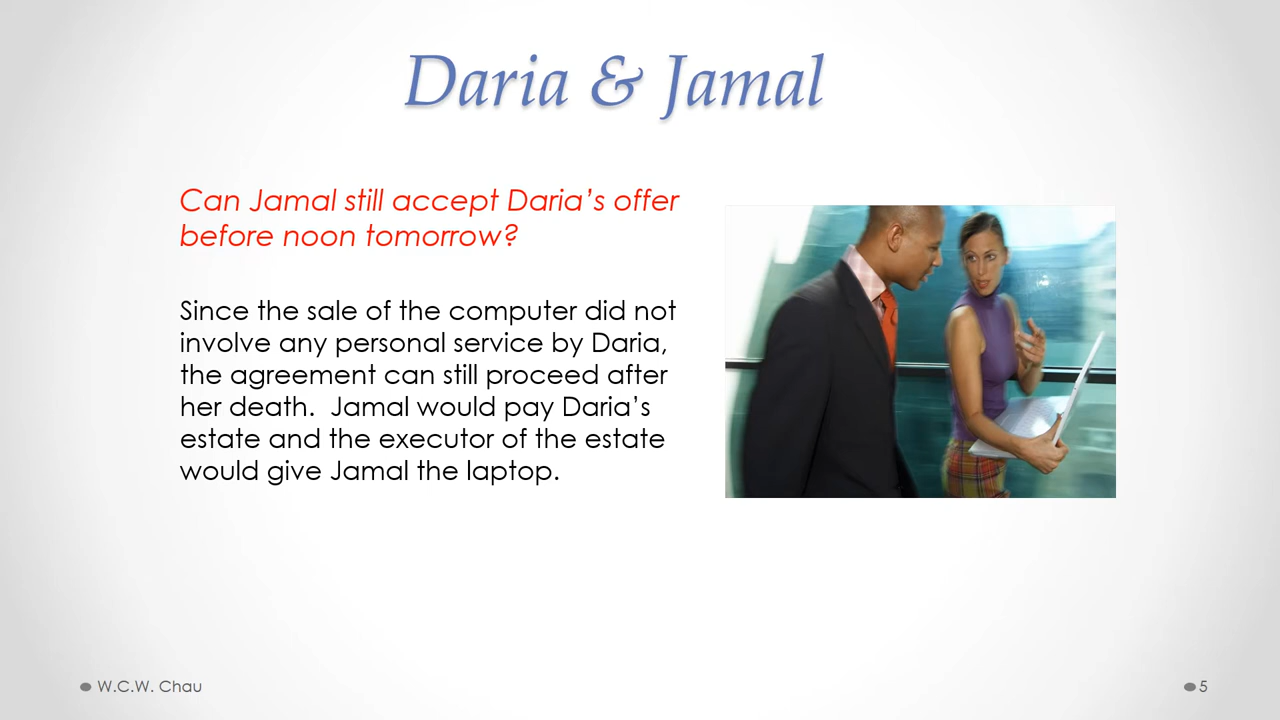 Daria & Jamal
Can Jamal still accept Daria’s offer
before noon tomorrow?
Since the sale of the computer did not
involve any personal service by Daria,
the agreement can still proceed after
her death.  Jamal would pay Daria’s
estate and the executor of the estate
would give Jamal the laptop.
W.C.W. Chau
5